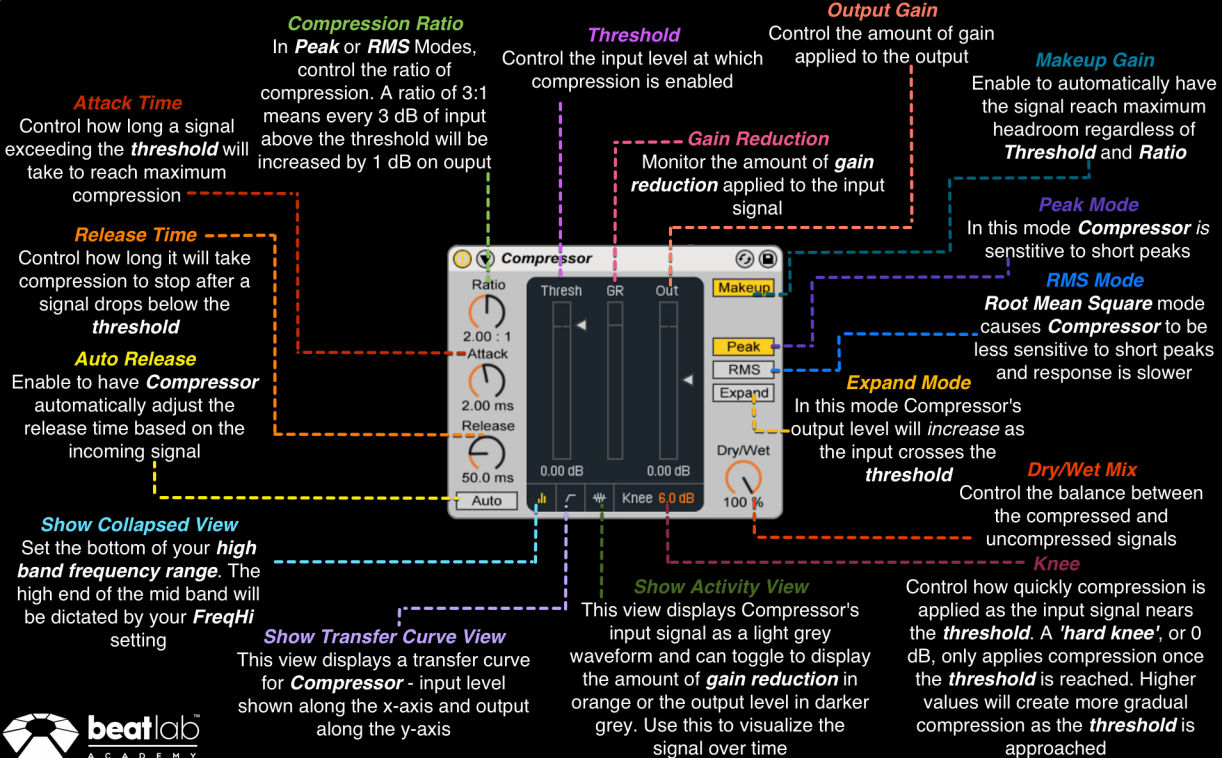 Compression Ratio
In Peak or RMS Modes,
control the ratio of
compression. A ratio of 3:1
means every 3 dB of input
above the threshold will be
increased by 1 dB on ouput
Threshold
Control the input level at which
compression is enabled
Output Gain
Control the amount of gain
applied to the output
Makeup Gain
Enable to automatically have
the signal reach maximum
headroom regardless of
Threshold and Ratio
Attack Time
Control how long a signal
exceeding the threshold will
take to reach maximum
compression
Gain Reduction
Monitor the amount of gain
reduction applied to the input
signal
Peak Mode
In this mode Compressor is
senstitive to short peaks
Release Time
Control how long it will take
compression to stop after a
signal drops below the
threshold
RMS Mode
Root Mean Square mode
causes Compressor to be
less sensitive to short peaks
and response is slower
Auto Release
Enable to have Compressor
automatically adjust the
release time based on the
incoming signal
Compressor
Ratio
2.00 : 1
Attack
2.00 ms
Release
50.0 ms
Auto
Thresh
GR
Out
0.00 dB
0.00 dB
Knee 6.0 dB
Makeup
Peak
RMS
Expand
Dry/Wet
100 %
Expand Mode
In this mode Compressor's
output level will increase as
the input crosses the
threshold
Dry/Wet Mix
Control the balance between
the compressed and
uncompressed signals
Show Collapsed View
Set the bottom of your high
band frequency range. The
high end of the mid band will
be dictated by your FreqHi
setting
Show Transfer Curve View
This view displays a transfer curve
for Compressor - input level
shown along the x-axis and output
along the y-axis
Show Activity View
This view displays Compressor's
input signal as a light grey
waveform and can toggle to display
the amount of gain reduction in
orange or the output level in darker
grey. Use this to visualize the
signal over time
Knee
Control how quickly compression is
applied as the input signal nears
the threshold. A 'hard knee', or 0
dB, only applies compression once
the threshold is reached. Higher
values will create more gradual
compression as the threshold is
approached
beatlab™
ACADEMY